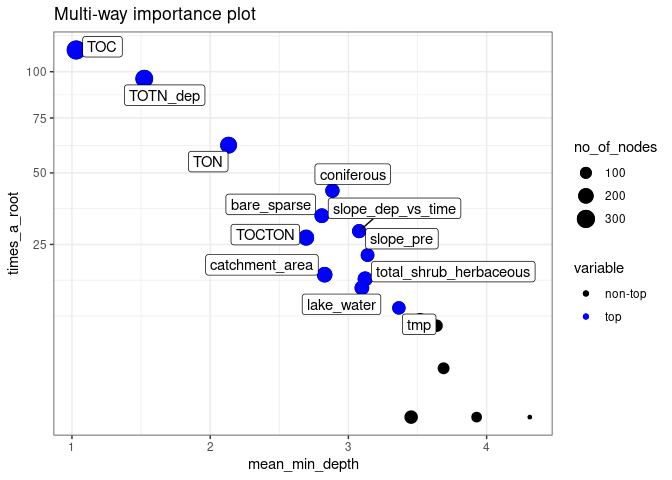 Multi-way importance plot
TOC
100
TOTN_dep
75
no_of_nodes
TON
50
100
coniferous
200
bare_sparse
slope_dep_vs_time
300
times_a_root
TOCTON
slope_pre
25
catchment_area
total_shrub_herbaceous
variable
lake_water
non-top
tmp
top
1
2
3
4
mean_min_depth